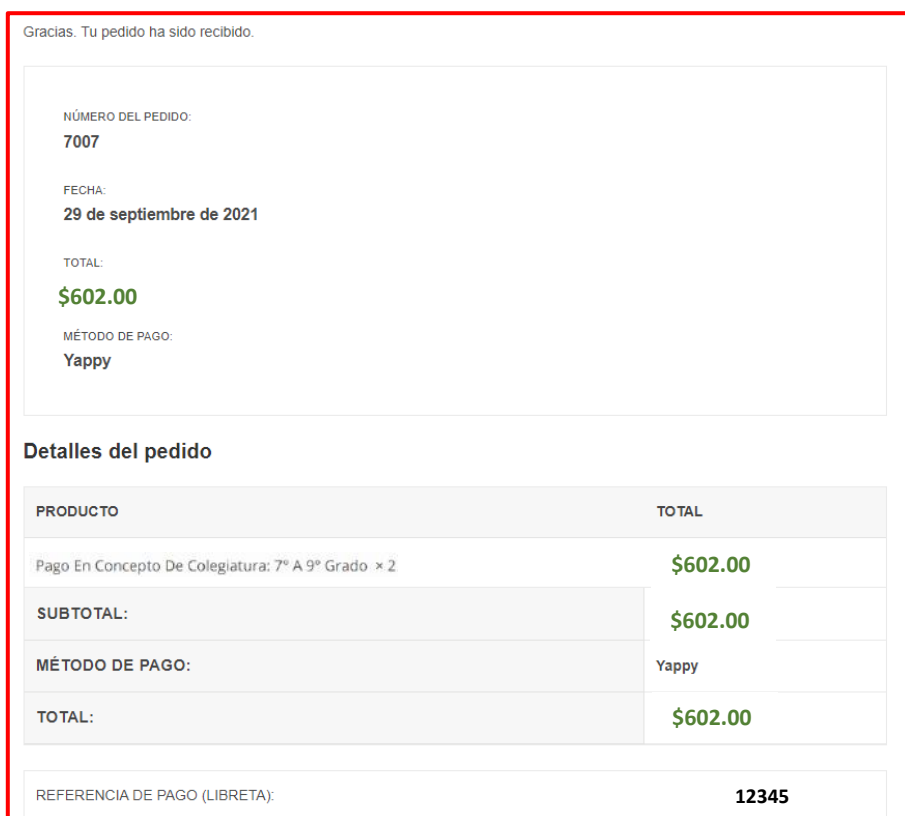 Gracias. Tu pedido ha sido recibido.
NÚMERO DEL PEDIDO:
7007
FECHA:
29 de septiembre de 2021
TOTAL:
$602.00
MÉTODO DE PAGO:
Yappy
Detalles del pedido
PRODUCTO TOTAL
Pago En Concepto De Colegiatura: 7º A 9º Grado × 2 $602.00
SUBTOTAL: $602.00
MÉTODO DE PAGO: Yappy
TOTAL: $602.00
REFERENCIA DE PAGO (LIBRETA): 12345